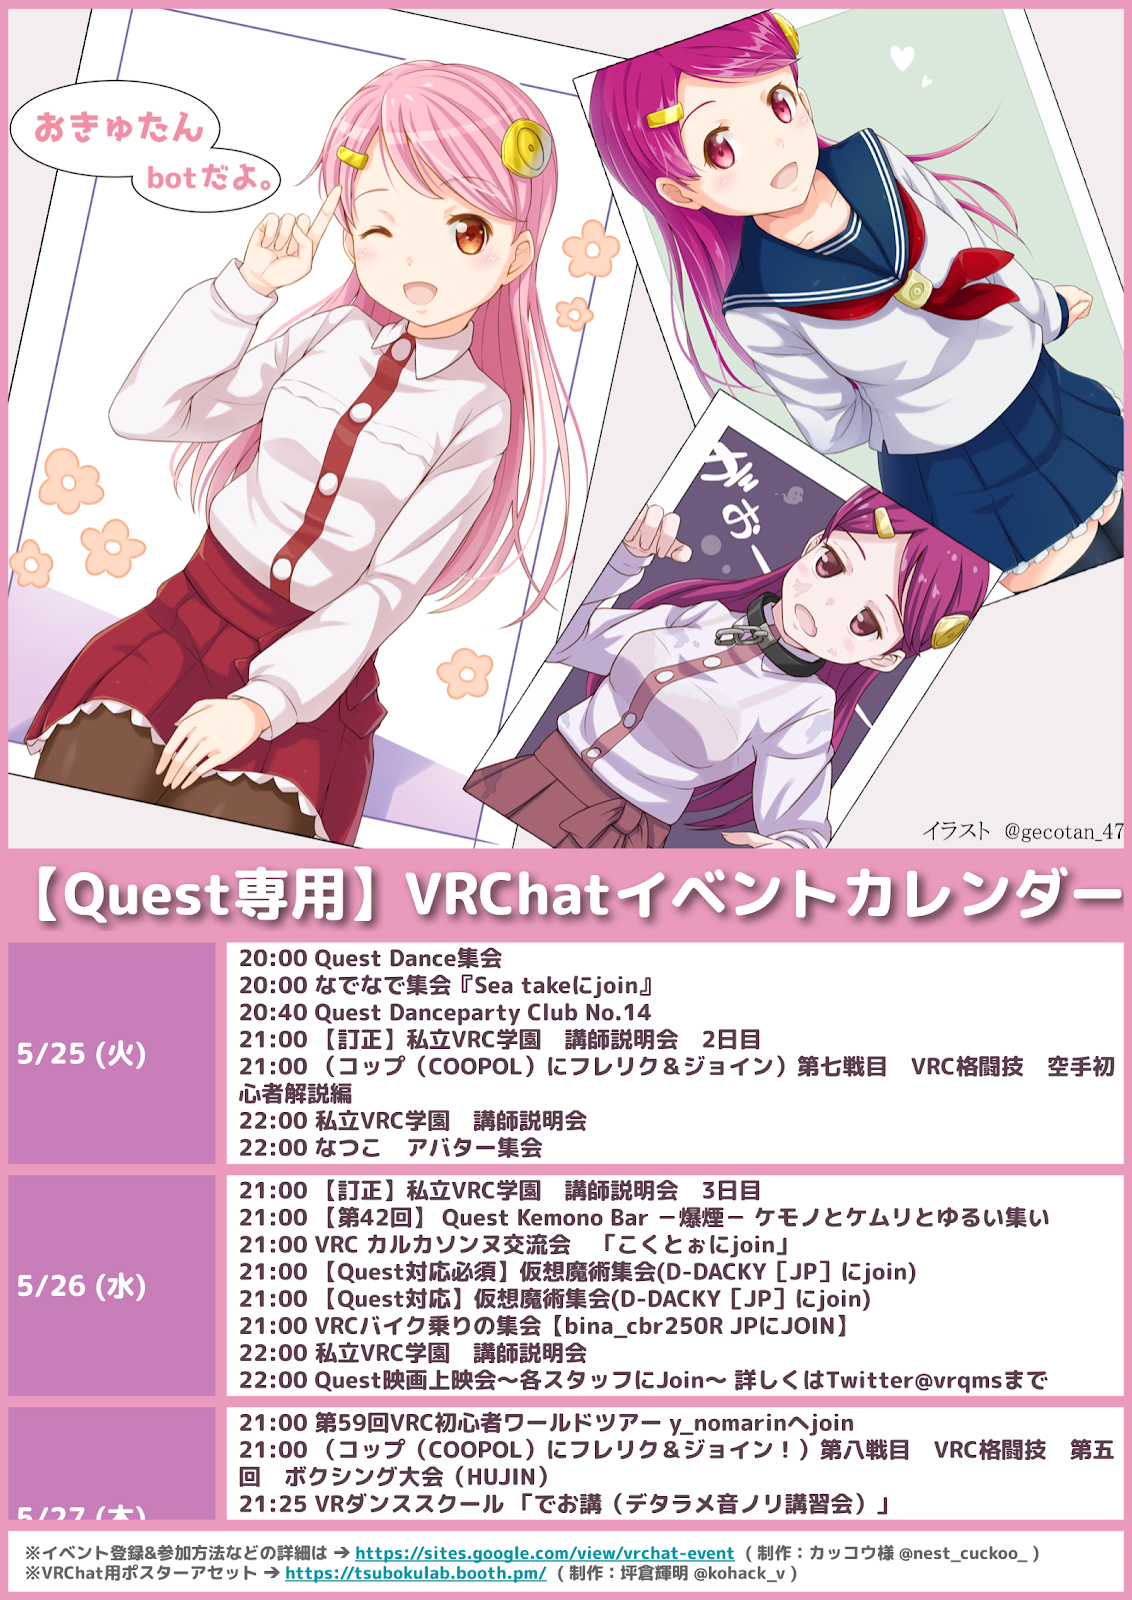 おきゅたん
botだよ。
がおー
イラスト @gecotan_47
【Quest専用】VRChatイベントカレンダー
5/25 (火)
20:00 Quest Dance集会
20:00 なでなで集会『Sea takeにjoin』
20:40 Quest Danceparty Club No.14
21:00 【訂正】私立VRC学園　講師説明会　2日目
21:00 （コップ（COOPOL）にフレリク＆ジョイン）第七戦目　VRC格闘技　空手初
心者解説編
22:00 私立VRC学園　講師説明会
22:00 なつこ　アバター集会
5/26 (水)
21:00 【訂正】私立VRC学園　講師説明会　3日目
21:00 【第42回】 Quest Kemono Bar －爆煙－ ケモノとケムリとゆるい集い
21:00 VRC カルカソンヌ交流会　「こくとぉにjoin」
21:00 【Quest対応必須】仮想魔術集会(D-DACKY［JP］にjoin)
21:00 【Quest対応】仮想魔術集会(D-DACKY［JP］にjoin)
21:00 VRCバイク乗りの集会【bina_cbr250R JPにJOIN】
22:00 私立VRC学園　講師説明会
22:00 Quest映画上映会～各スタッフにJoin～ 詳しくはTwitter@vrqmsまで
5/27 (木)
21:00 第59回VRC初心者ワールドツアー y_nomarinへjoin
21:00 （コップ（COOPOL）にフレリク＆ジョイン！）第八戦目　VRC格闘技　第五
回　ボクシング大会（HUJIN）
21:25 VRダンススクール 「でお講（デタラメ音ノリ講習会）」
※イベント登録&参加方法などの詳細は → https://sites.google.com/view/vrchat-event ( 制作：カッコウ様 @nest_cuckoo_ )
※VRChat用ポスターアセット → https://tsubokulab.booth.pm/ ( 制作：坪倉輝明 @kohack_v )